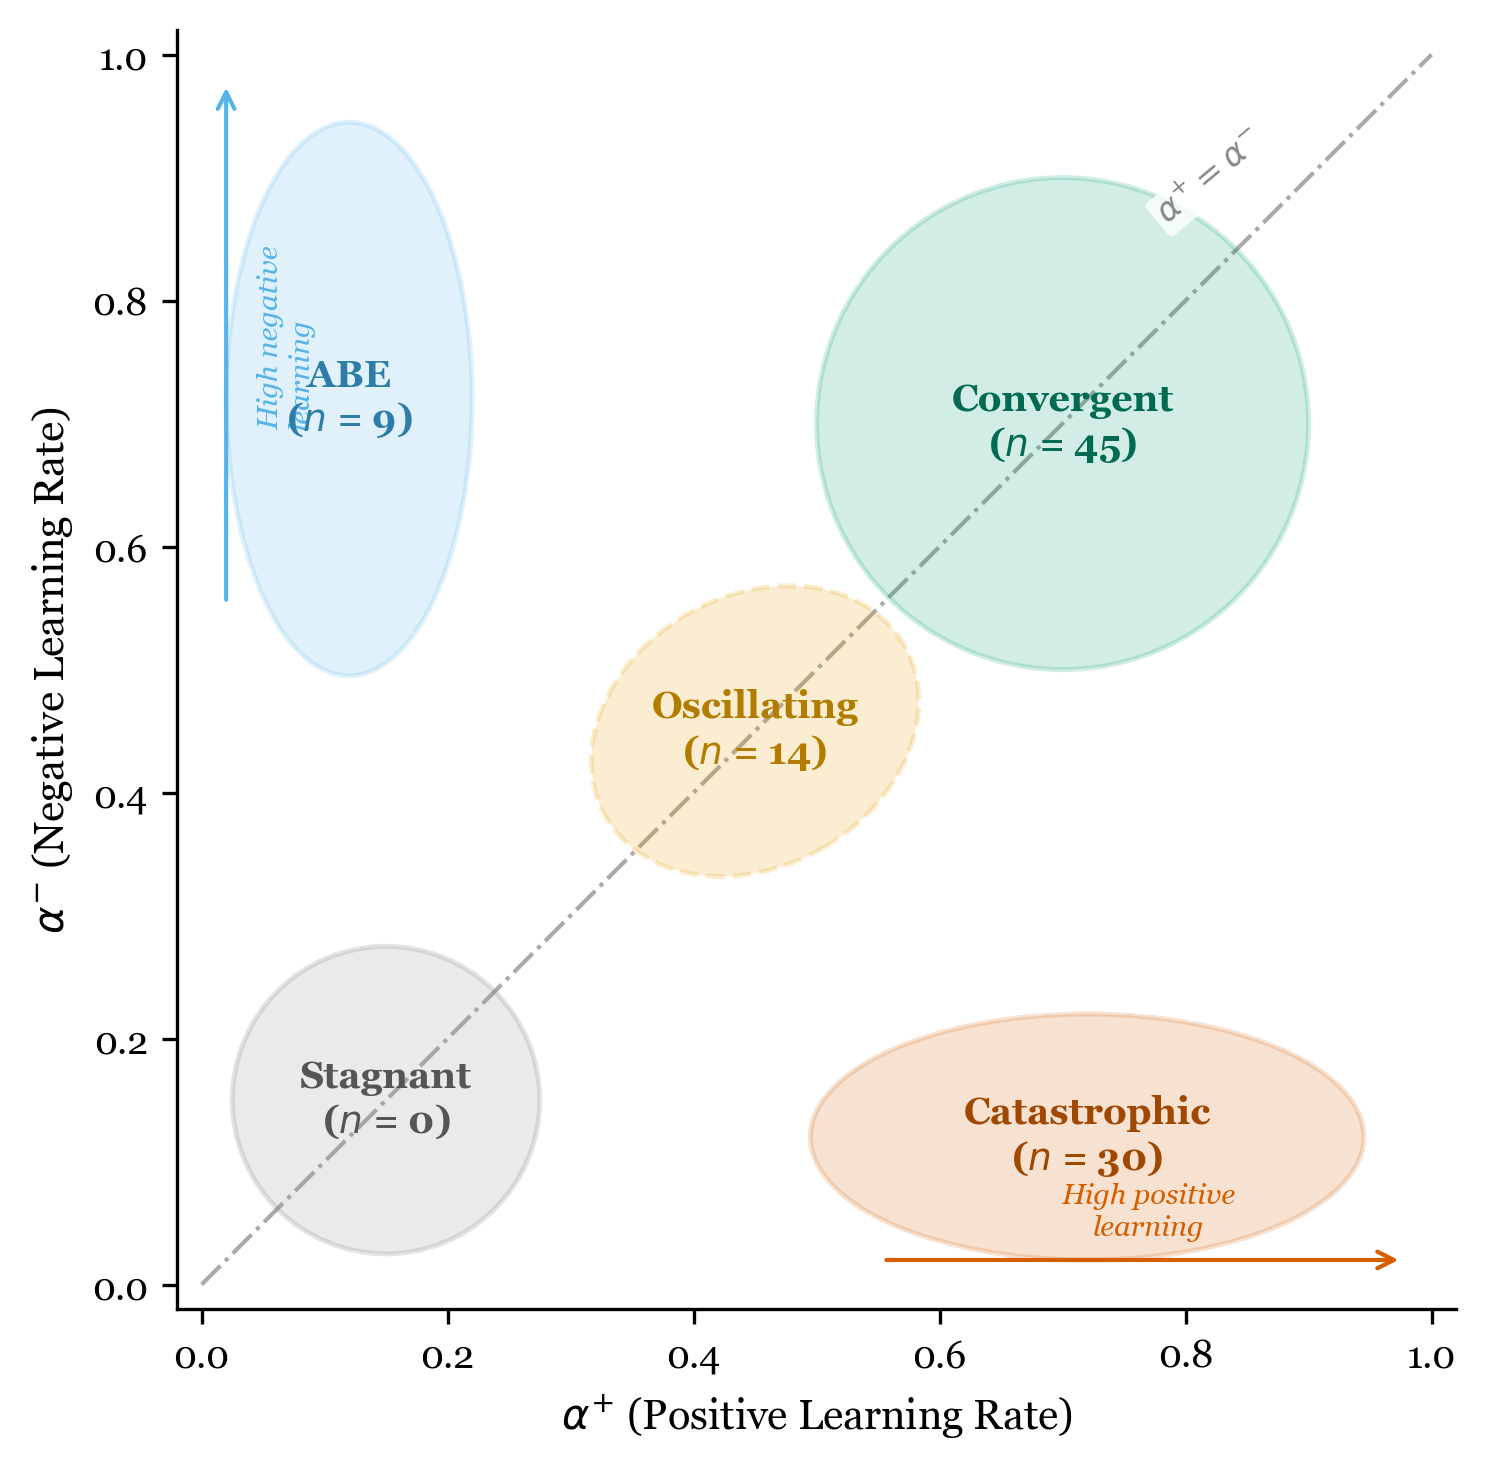 1.0
0.8
0.6
0.4
0.2
0.0
α⁻ (Negative Learning Rate)
High negative
learning
ABE
(n = 9)
α⁺ = α⁻
Convergent
(n = 45)
Oscillating
(n = 14)
Stagnant
(n = 0)
Catastrophic
(n = 30)
High positive
learning
0.0 0.2 0.4 0.6 0.8 1.0
α⁺ (Positive Learning Rate)